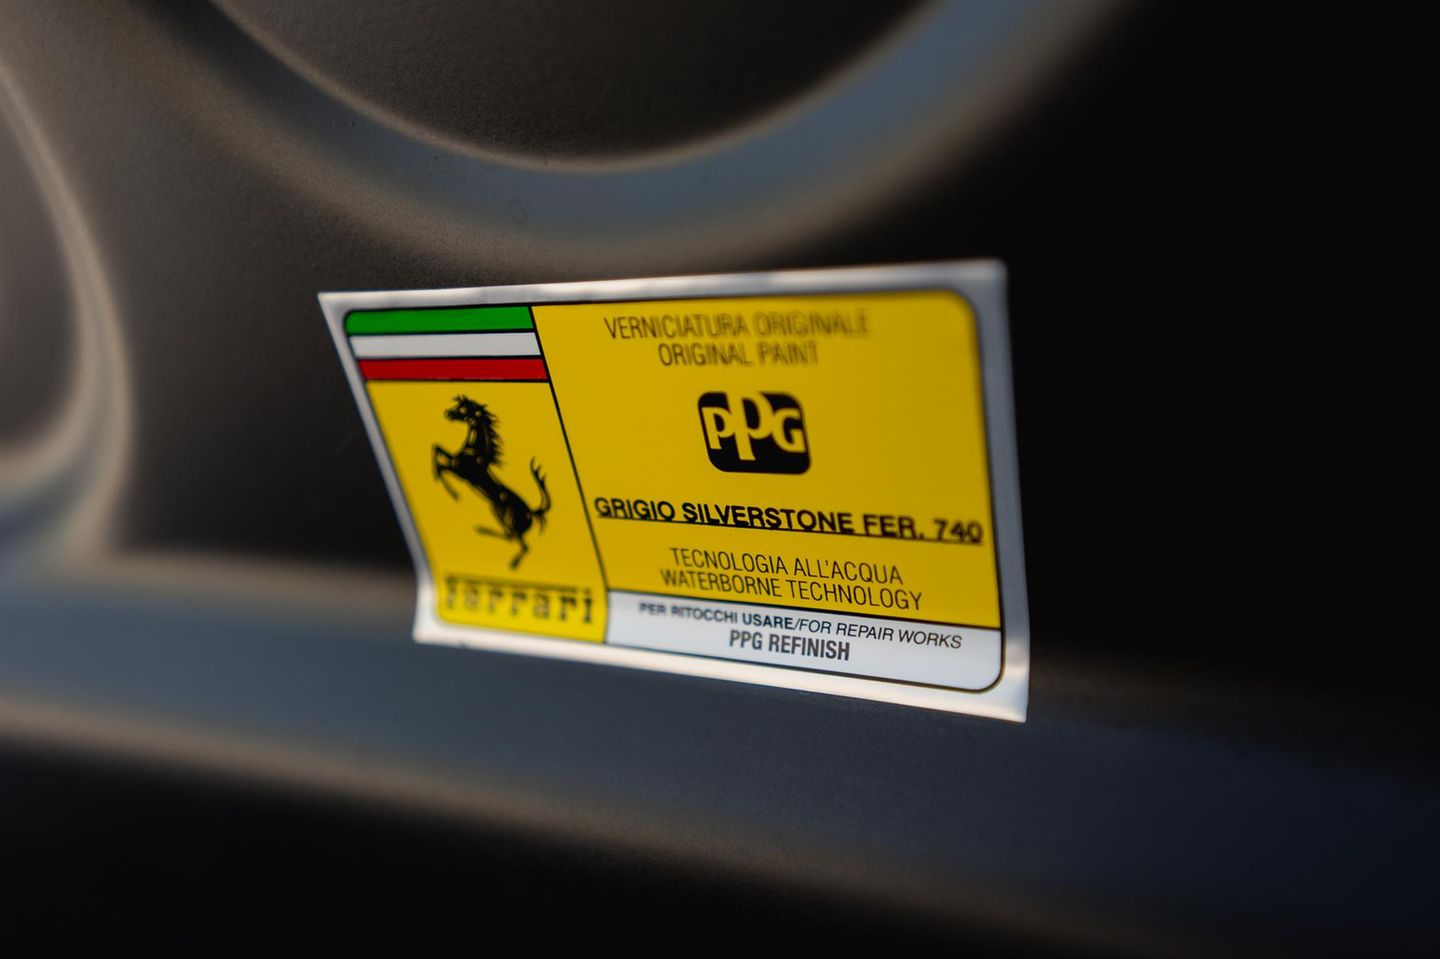 VERNICIATURA ORIGINALE
ORIGINAL PAINT
PPG
GRIGIO SILVERSTONE FER. 740
TECNOLOGIA ALL'ACQUA
WATERBORNE TECHNOLOGY
PER RITOCCHI USARE/FOR REPAIR WORKS
PPG REFINISH
ferrari